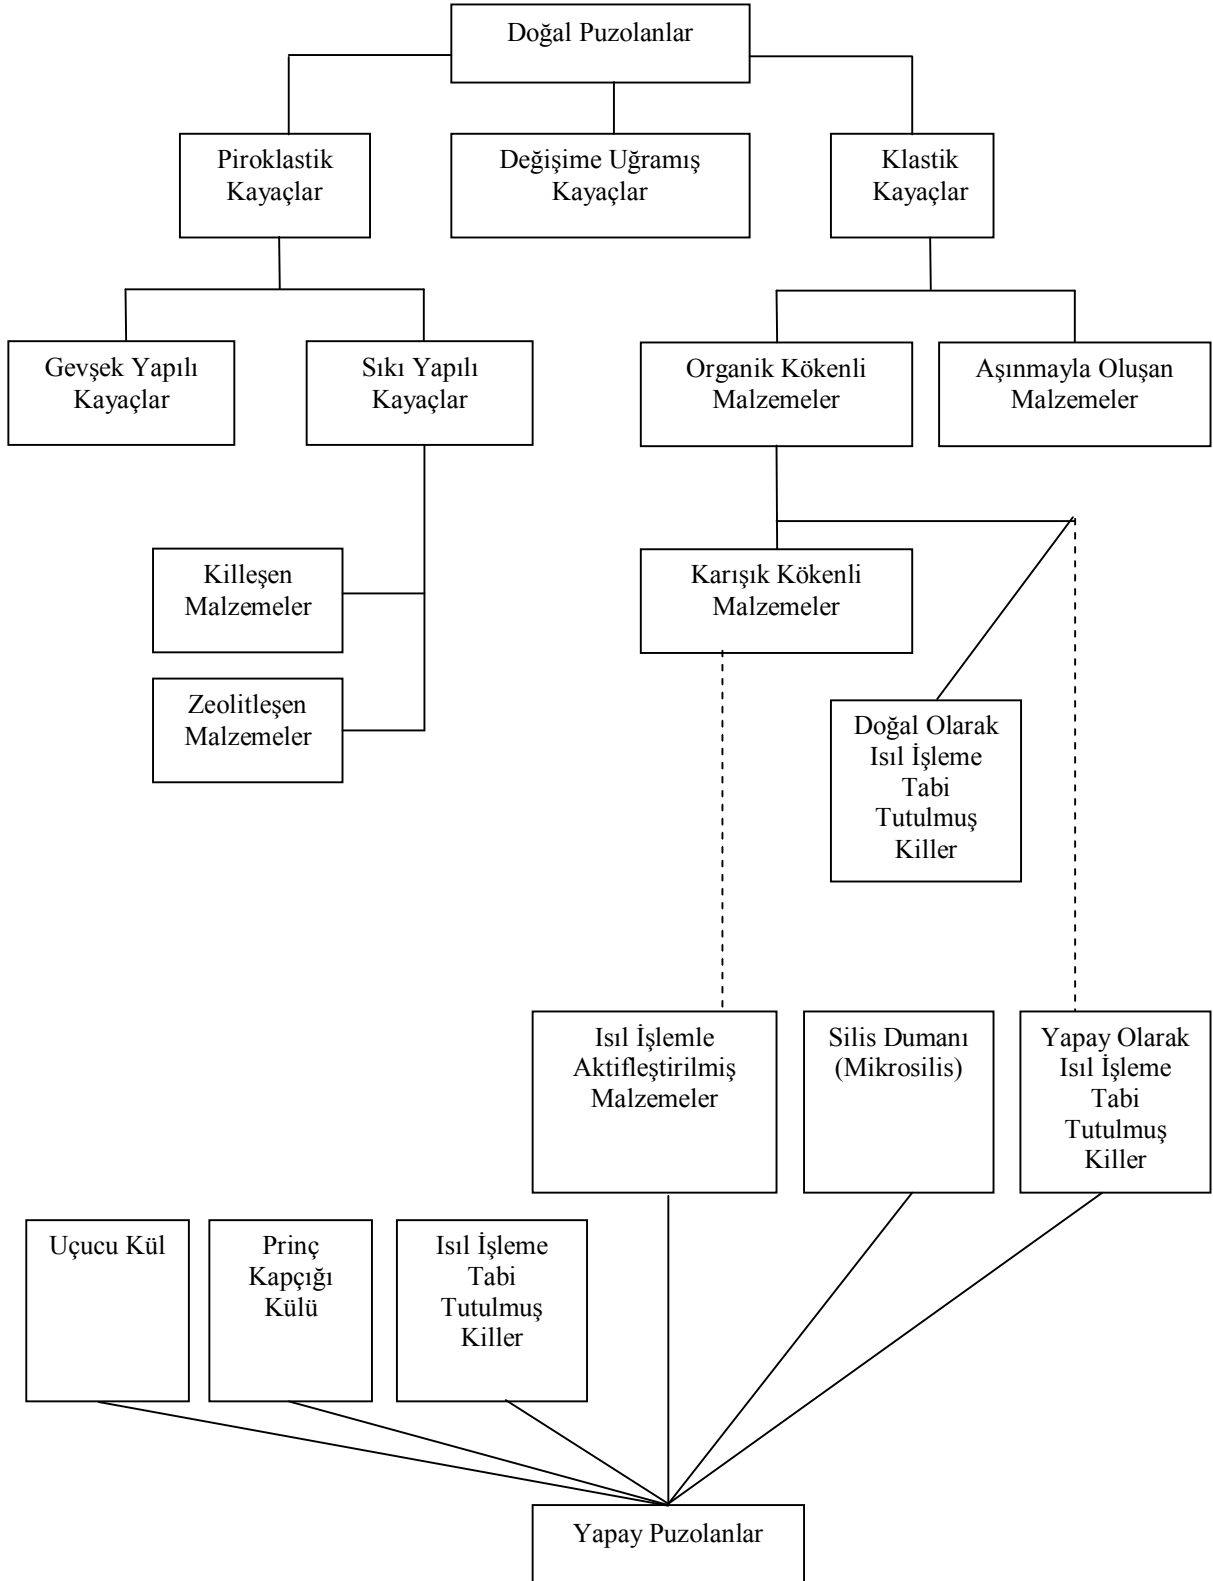 Doğal Puzolanlar
Piroklastik
Kayaçlar
Değişime Uğramış
Kayaçlar
Klastik
Kayaçlar
Gevşek Yapılı
Kayaçlar
Sıkı Yapılı
Kayaçlar
Organik Kökenli
Malzemeler
Aşınmayla Oluşan
Malzemeler
Killeşen
Malzemeler
Karışık Kökenli
Malzemeler
Zeolitleşen
Malzemeler
Doğal Olarak
Isıl İşleme
Tabi
Tutulmuş
Killer
Isıl İşlemle
Aktifleştirilmiş
Malzemeler
Silis Dumanı
(Mikrosilis)
Yapay Olarak
Isıl İşleme
Tabi
Tutulmuş
Killer
Uçucu Kül
Prinç
Kapçığı
Külü
Isıl İşleme
Tabi
Tutulmuş
Killer
Yapay Puzolanlar